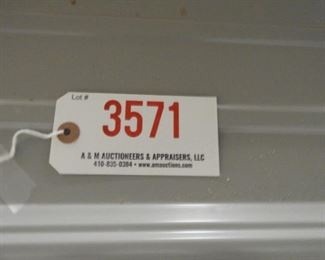 Lot #
3571
A & M AUCTIONEERS & APPRAISERS, LLC
410-835-0384 • www.amauctions.com